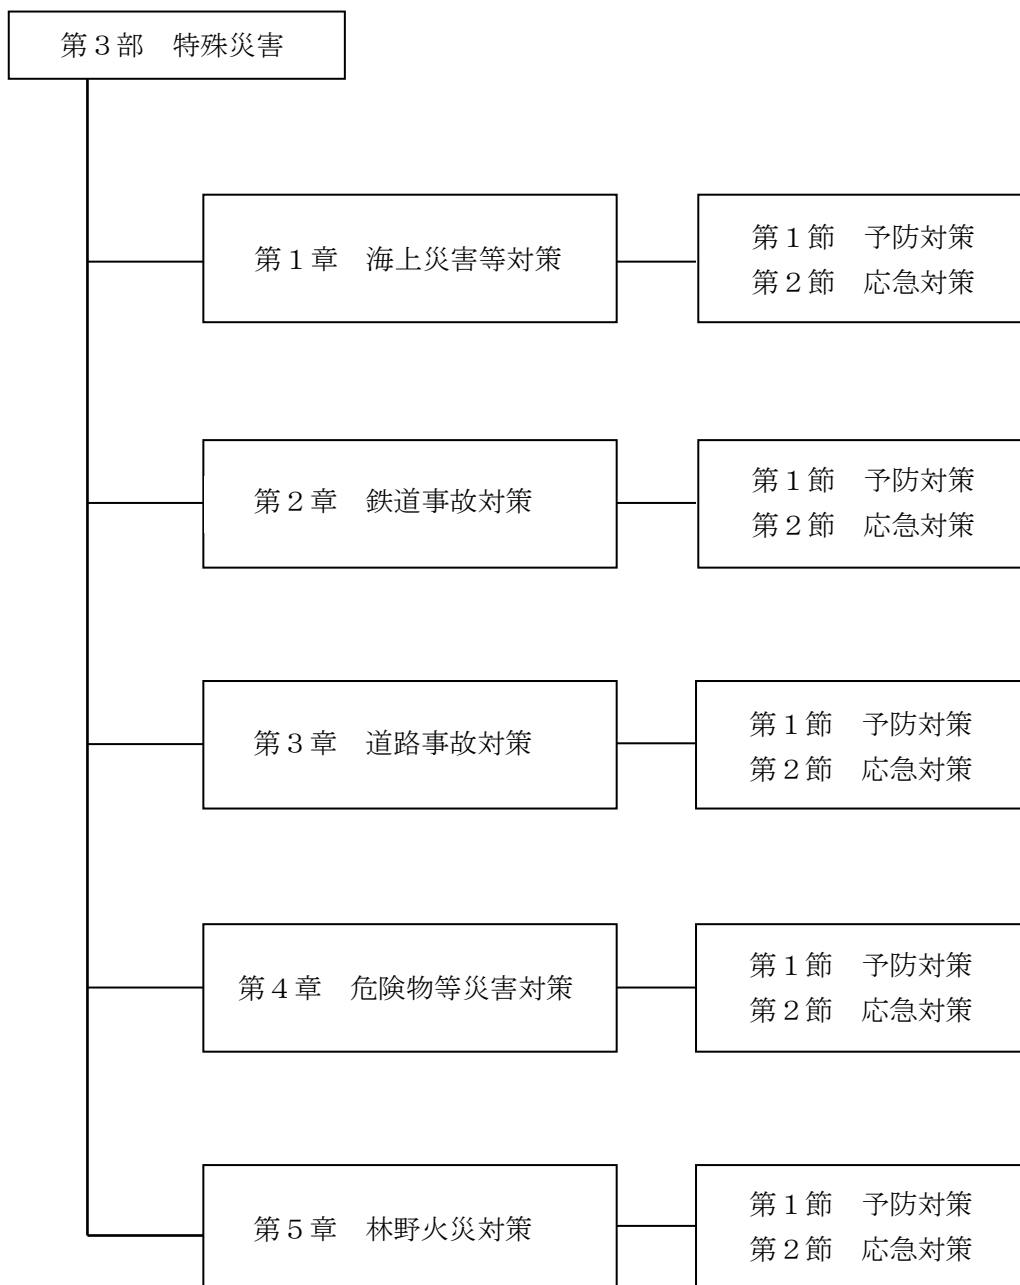 第３部　特殊災害
第１章　海上災害等対策
第１節　予防対策
第２節　応急対策
第２章　鉄道事故対策
第１節　予防対策
第２節　応急対策
第３章　道路事故対策
第１節　予防対策
第２節　応急対策
第４章　危険物等災害対策
第１節　予防対策
第２節　応急対策
第５章　林野火災対策
第１節　予防対策
第２節　応急対策